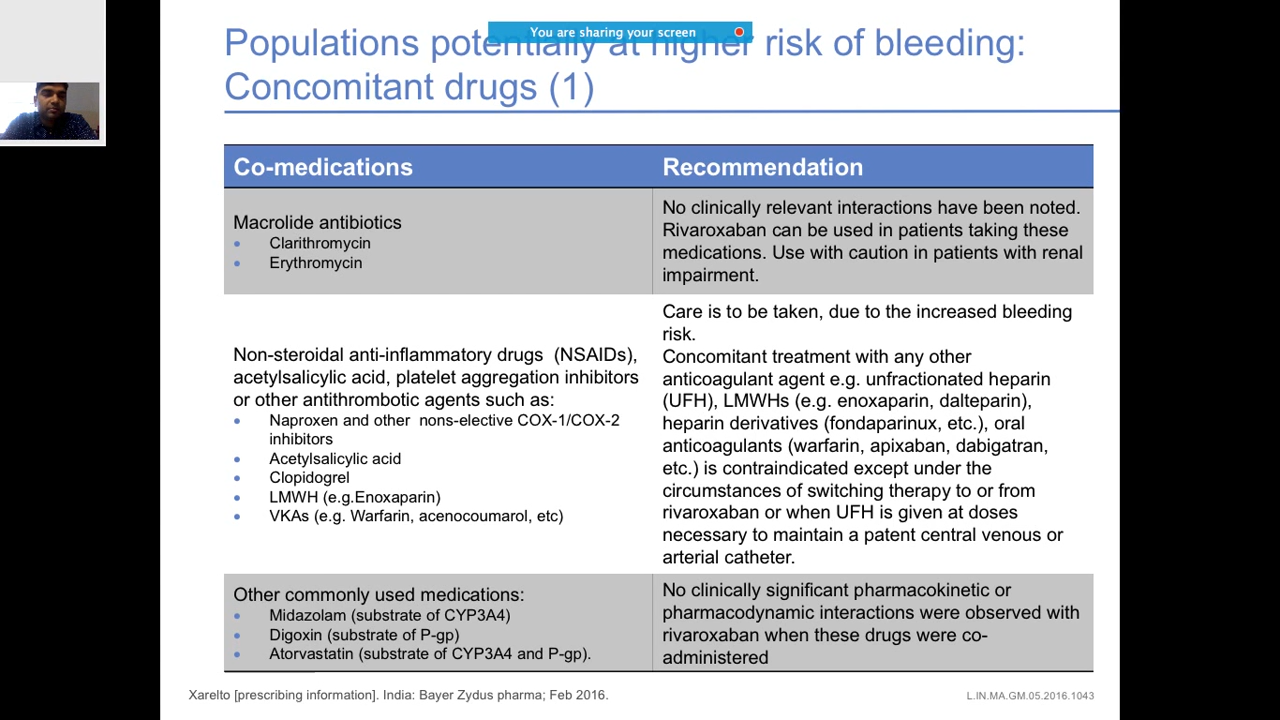 You are sharing your screen
Populations potentially at higher risk of bleeding:
Concomitant drugs (1)
Co-medications
Recommendation
Macrolide antibiotics
• Clarithromycin
• Erythromycin
No clinically relevant interactions have been noted.
Rivaroxaban can be used in patients taking these
medications. Use with caution in patients with renal
impairment.
Non-steroidal anti-inflammatory drugs (NSAIDs),
acetylsalicylic acid, platelet aggregation inhibitors
or other antithrombotic agents such as:
• Naproxen and other nons-elective COX-1/COX-2
inhibitors
• Acetylsalicylic acid
• Clopidogrel
• LMWH (e.g.Enoxaparin)
• VKAs (e.g. Warfarin, acenocoumarol, etc)
Care is to be taken, due to the increased bleeding
risk.
Concomitant treatment with any other
anticoagulant agent e.g. unfractionated heparin
(UFH), LMWHs (e.g. enoxaparin, dalteparin),
heparin derivatives (fondaparinux, etc.), oral
anticoagulants (warfarin, apixaban, dabigatran,
etc.) is contraindicated except under the
circumstances of switching therapy to or from
rivaroxaban or when UFH is given at doses
necessary to maintain a patent central venous or
arterial catheter.
Other commonly used medications:
• Midazolam (substrate of CYP3A4)
• Digoxin (substrate of P-gp)
• Atorvastatin (substrate of CYP3A4 and P-gp).
No clinically significant pharmacokinetic or
pharmacodynamic interactions were observed with
rivaroxaban when these drugs were co-
administered
Xarelto [prescribing information]. India: Bayer Zydus pharma; Feb 2016.
L.IN.MA.GM.05.2016.1043